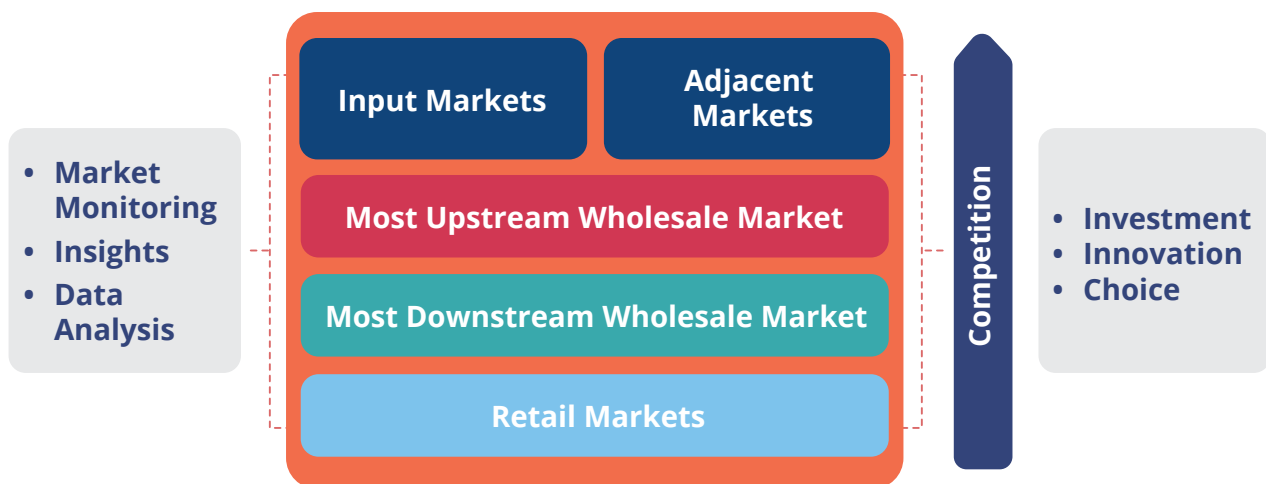 • Market
Monitoring
• Insights
• Data
Analysis
Input Markets
Adjacent
Markets
Most Upstream Wholesale Market
Most Downstream Wholesale Market
Retail Markets
Competition
• Investment
• Innovation
• Choice